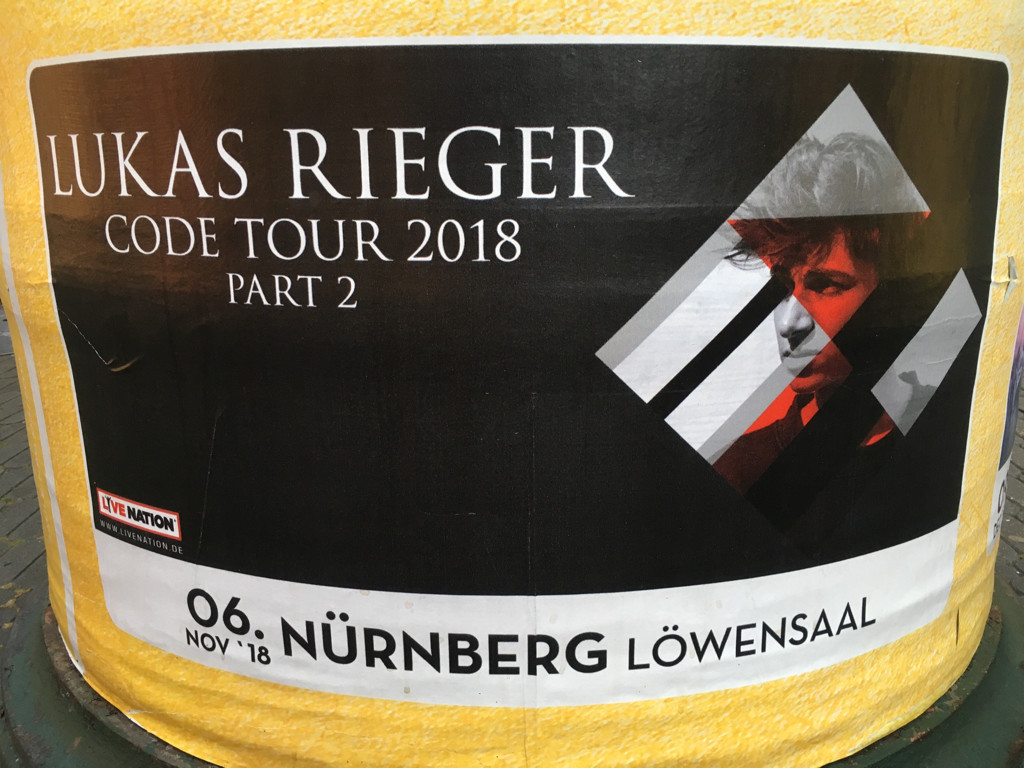 LUKAS RIEGER
CODE TOUR 2018
PART 2
LIVE NATION
WWW.LIVENATION.DE
06.
NOV `18
NÜRNBERG LÖWENSAAL